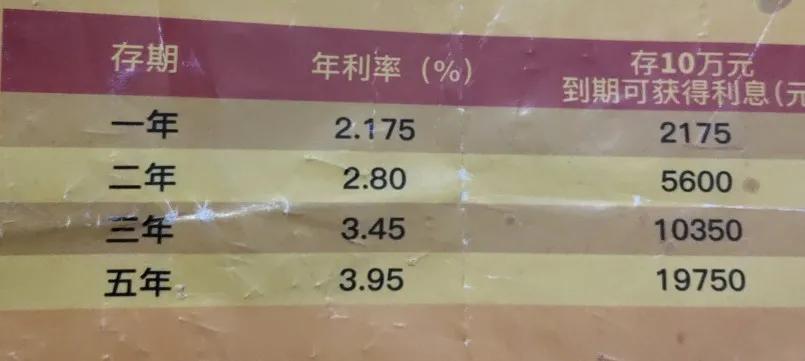 存期 年利率（%） 存10万元
到期可获得利息(元
一年 2.175 2175
二年 2.80 5600
三年 3.45 10350
五年 3.95 19750